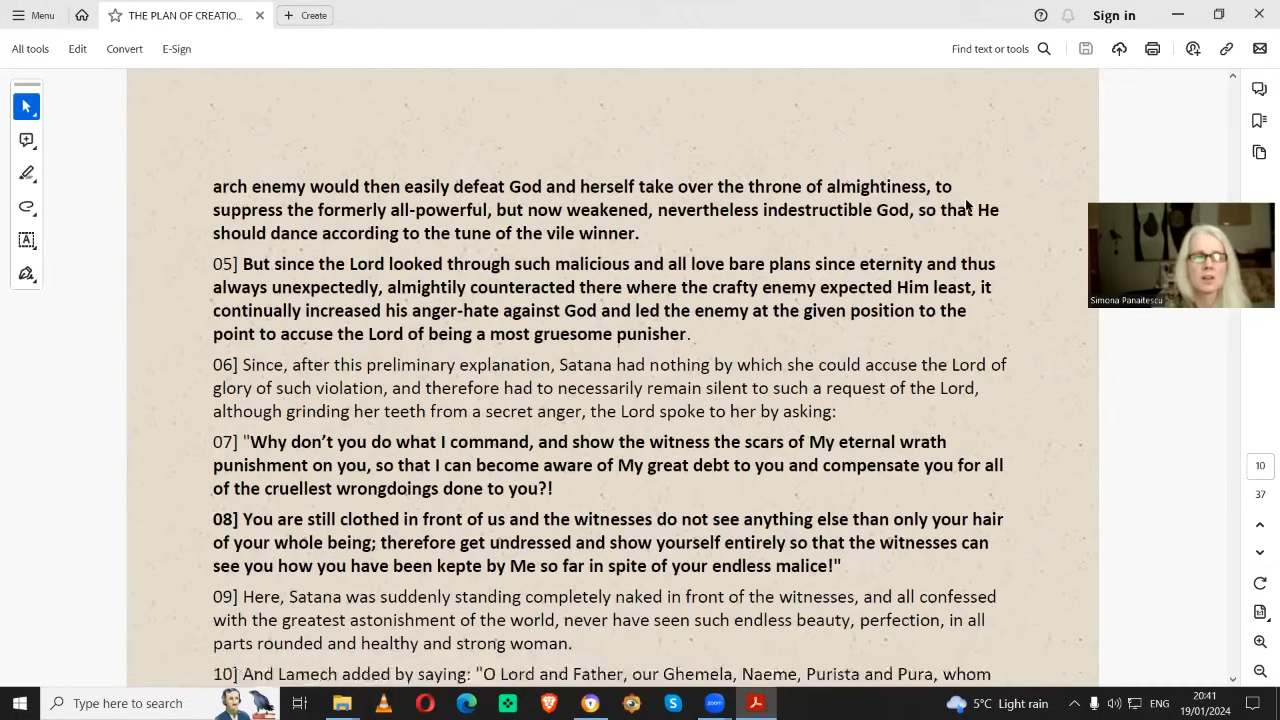 Menu
THE PLAN OF CREATIO...
Create
Sign in
All tools
Edit
Convert
E-Sign
Find text or tools
arch enemy would then easily defeat God and herself take over the throne of almightiness, to
suppress the formerly all-powerful, but now weakened, nevertheless indestructible God, so that He
should dance according to the tune of the vile winner.
05] But since the Lord looked through such malicious and all love bare plans since eternity and thus
always unexpectedly, almightily counteracted there where the crafty enemy expected Him least, it
continually increased his anger-hate against God and led the enemy at the given position to the
point to accuse the Lord of being a most gruesome punisher.
06] Since, after this preliminary explanation, Satana had nothing by which she could accuse the Lord of
glory of such violation, and therefore had to necessarily remain silent to such a request of the Lord,
although grinding her teeth from a secret anger, the Lord spoke to her by asking:
07] "Why don't you do what I command, and show the witness the scars of My eternal wrath
punishment on you, so that I can become aware of My great debt to you and compensate you for all
of the cruellest wrongdoings done to you?!
08] You are still clothed in front of us and the witnesses do not see anything else than only your hair
of your whole being; therefore get undressed and show yourself entirely so that the witnesses can
see you how you have been kepte by Me so far in spite of your endless malice!"
09] Here, Satana was suddenly standing completely naked in front of the witnesses, and all confessed
with the greatest astonishment of the world, never have seen such endless beauty, perfection, in all
parts rounded and healthy and strong woman.
10] And Lamech added by saying: "O Lord and Father, our Ghemela, Naeme, Purista and Pura, whom
Simona Panaitescu
10
37
Type here to search
zoom
5°C Light rain
ENG
20:41
19/01/2024